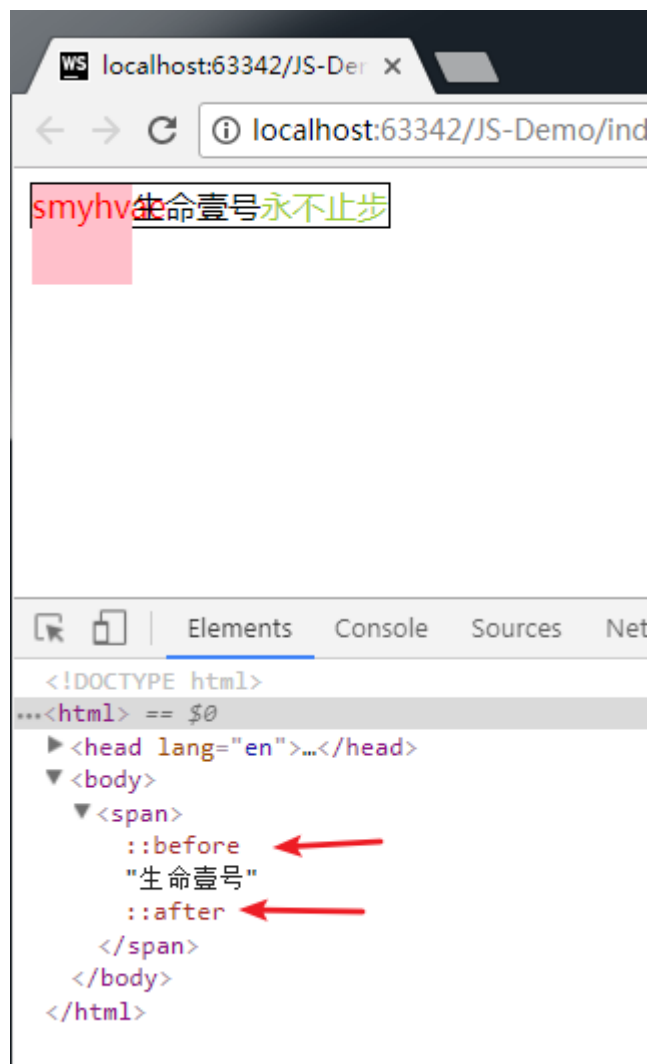 WS localhost:63342/JS-Der ×
localhost:63342/JS-Demo/ind
smyhvae生命壹号永不止步
Elements Console Sources Net
<!DOCTYPE html>
…<html> == $0
▶<head lang="en">…</head>
▼<body>
▼<span>
::before
"生命壹号"
::after
</span>
</body>
</html>